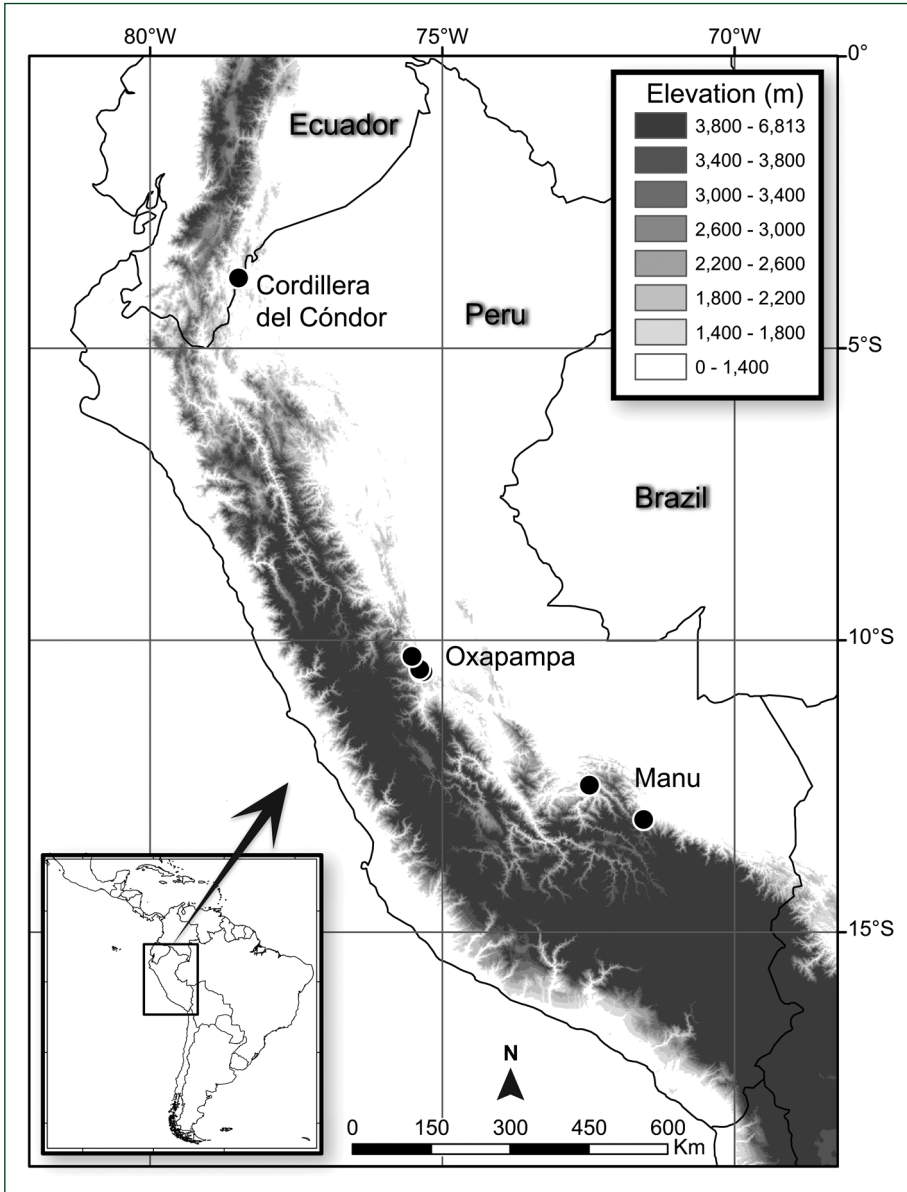 80°W 75°W 70°W
0°
Ecuador
Elevation (m)
3,800 - 6,813
3,400 - 3,800
3,000 - 3,400
2,600 - 3,000
2,200 - 2,600
1,800 - 2,200
1,400 - 1,800
0 - 1,400
Cordillera
del Cóndor
Peru
5°S
Brazil
10°S
Oxapampa
Manu
15°S
N
0 150 300 450 600
Km